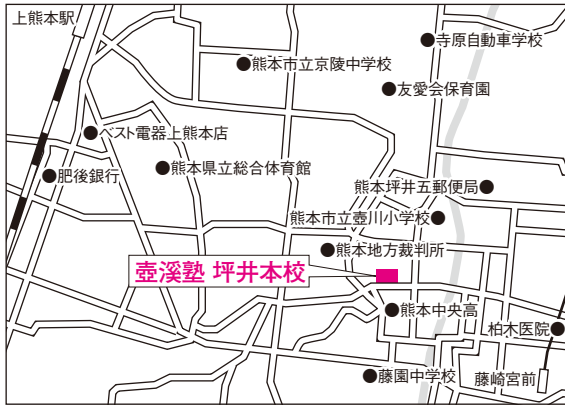 上熊本駅
寺原自動車学校
熊本市立京陵中学校
友愛会保育園
ベスト電器上熊本店
肥後銀行
熊本県立総合体育館
熊本坪井五郵便局
熊本市立壺川小学校
熊本地方裁判所
壺溪塾 坪井本校
熊本中央高
柏木医院
藤園中学校
藤崎宮前